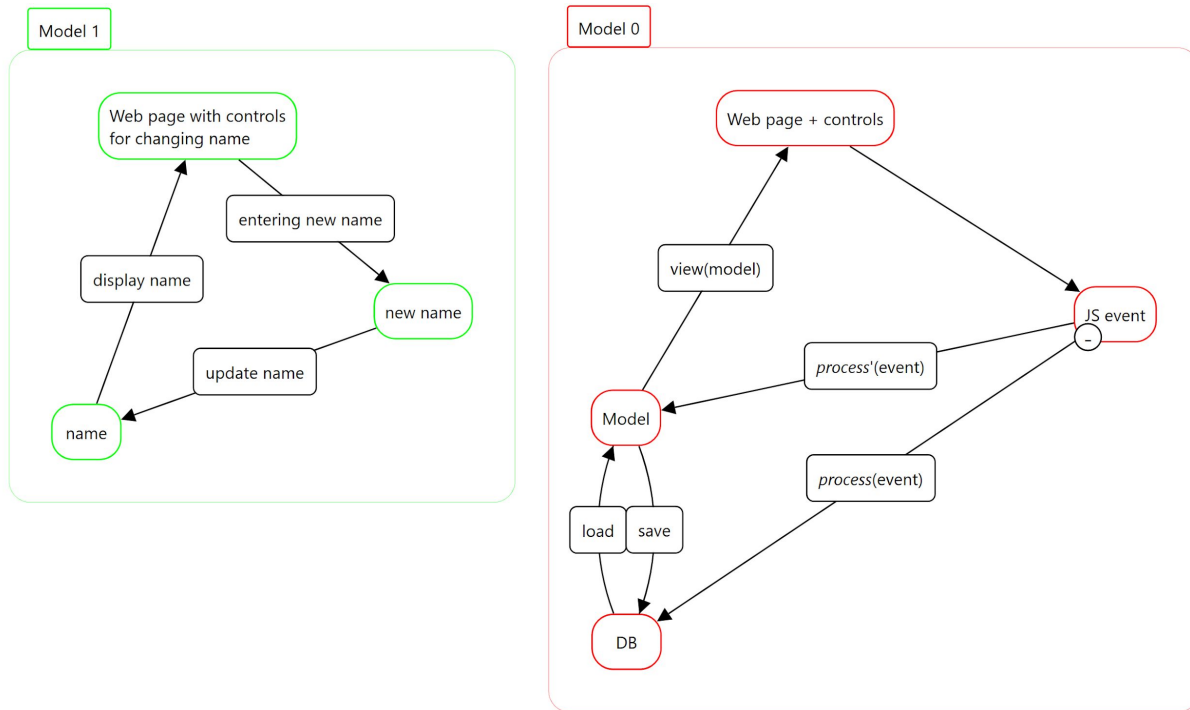 Model 1
Web page with controls
for changing name
entering new name
display name
new name
update name
name
Model 0
Web page + controls
view(model)
JS event
-
process'(event)
Model
process(event)
load
save
DB